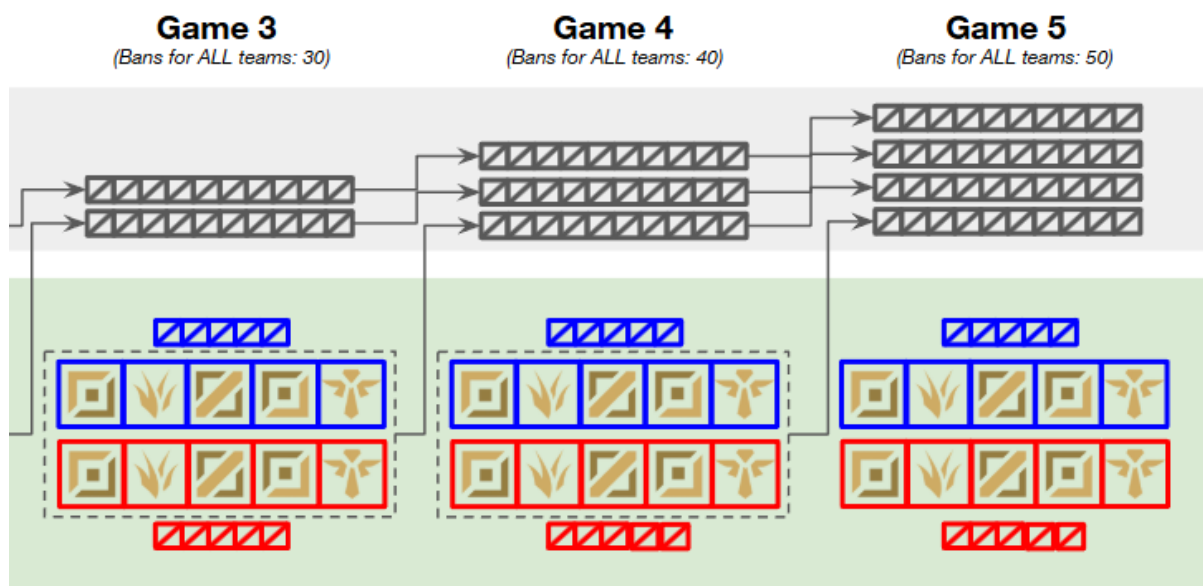 Game 3
(Bans for ALL teams: 30)
Game 4
(Bans for ALL teams: 40)
Game 5
(Bans for ALL teams: 50)